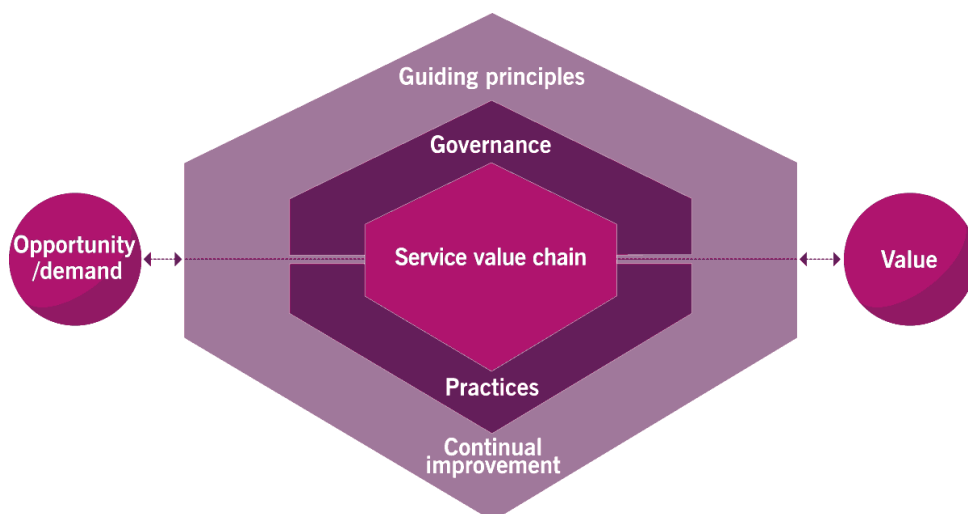 Guiding principles
Governance
Opportunity
/demand
Service value chain
Value
Practices
Continual
improvement